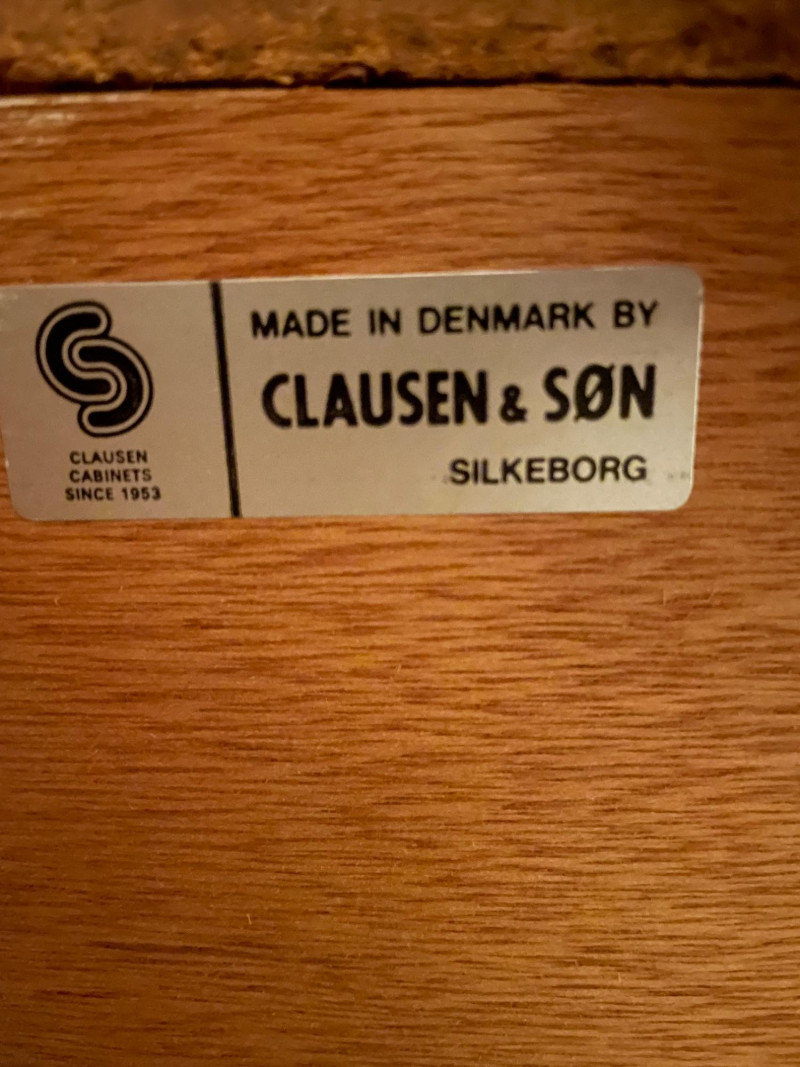 CLAUSEN
CABINETS
SINCE 1953
MADE IN DENMARK BY
CLAUSEN & SØN
SILKEBORG